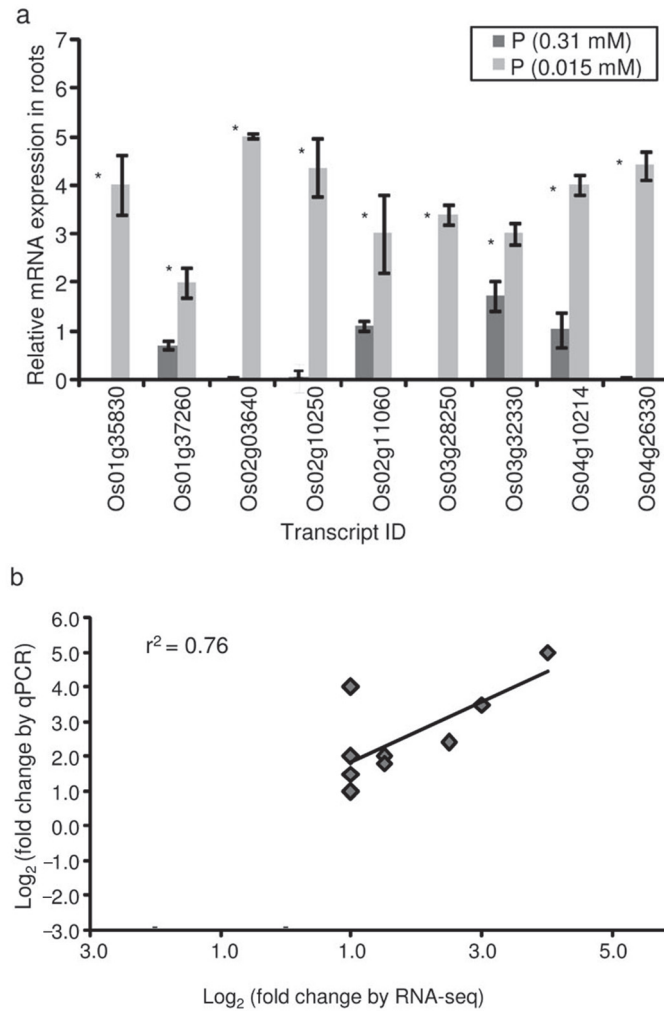 a
Relative mRNA expression in roots
7
6
5
4
3
2
1
0
P (0.31 mM)
P (0.015 mM)
* * * * * * * * *
Os01g35830
Os01g37260
Os02g03640
Os02g10250
Os02g11060
Os03g28250
Os03g32330
Os04g10214
Os04g26330
Transcript ID
b
Log2 (fold change by qPCR)
6.0
5.0
4.0
3.0
2.0
1.0
0.0
–1.0
–2.0
–3.0
r2 = 0.76
3.0 1.0 1.0 3.0 5.0
Log2 (fold change by RNA-seq)